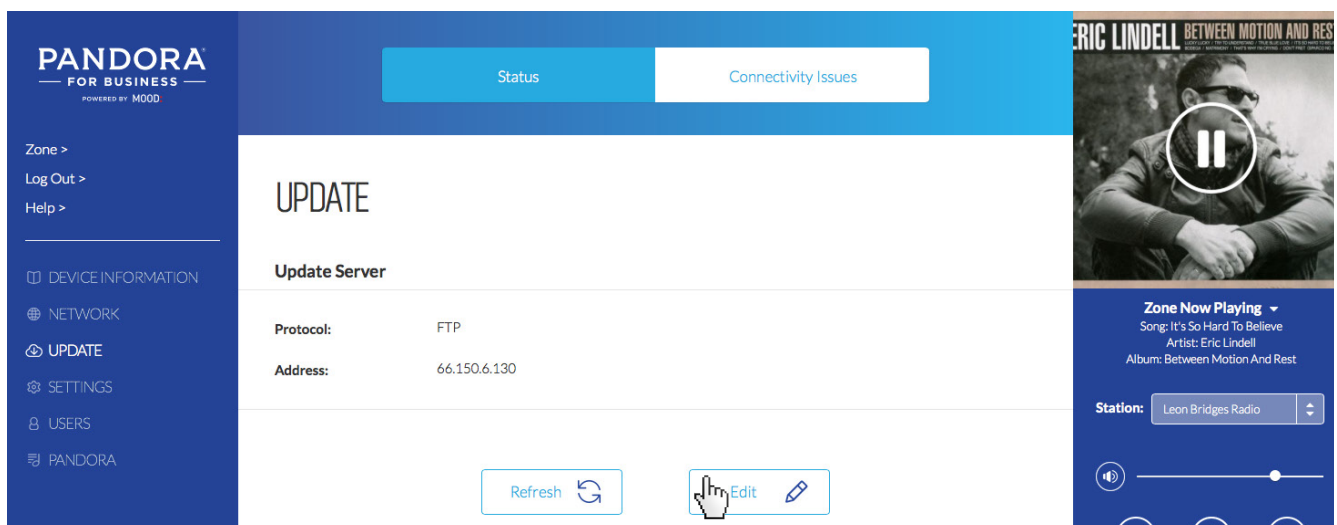 PANDORA
FOR BUSINESS
POWERED BY MOOD:
Zone >
Log Out >
Help >
DEVICE INFORMATION
NETWORK
UPDATE
SETTINGS
USERS
PANDORA
Status
Connectivity Issues
UPDATE
Update Server
Protocol: FTP
Address: 66.150.6.130
Refresh
Edit
ERIC LINDELL BETWEEN MOTION AND REST
Zone Now Playing
Song: It's So Hard To Believe
Artist: Eric Lindell
Album: Between Motion And Rest
Station: Leon Bridges Radio